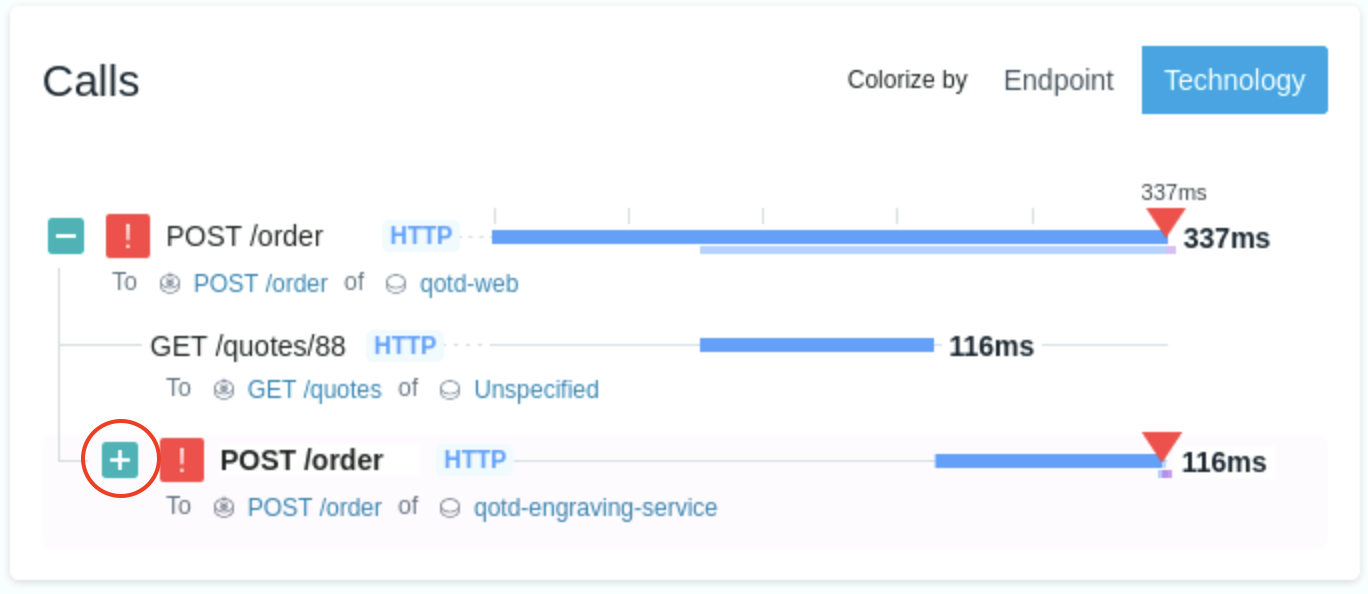 Calls
Colorize by Endpoint Technology
337ms
! POST /order HTTP 337ms
To POST /order of qotd-web
GET /quotes/88 HTTP 116ms
To GET /quotes of Unspecified
! POST /order HTTP 116ms
To POST /order of qotd-engraving-service